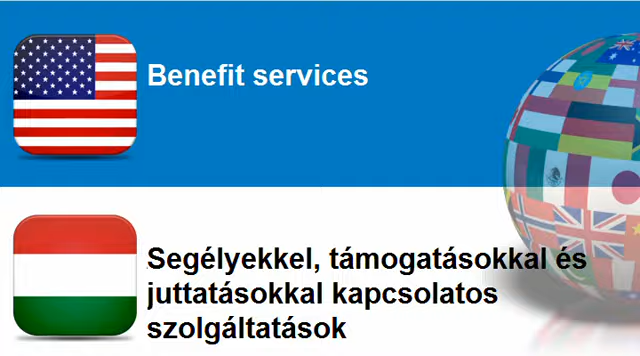 Benefit services
Segélyekkel, támogatásokkal és
juttatásokkal kapcsolatos
szolgáltatások